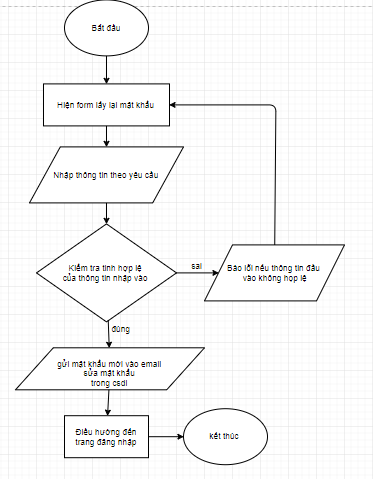 Bắt đầu
Hiện form lấy lại mật khẩu
Nhập thông tin theo yêu cầu
Kiểm tra tính hợp lệ
của thông tin nhập vào
sai
Báo lỗi nếu thông tin đầu
vào không hợp lệ
đúng
gửi mật khẩu mới vào email
sửa mật khẩu
trong csdl
Điều hướng đến
trang đăng nhập
kết thúc